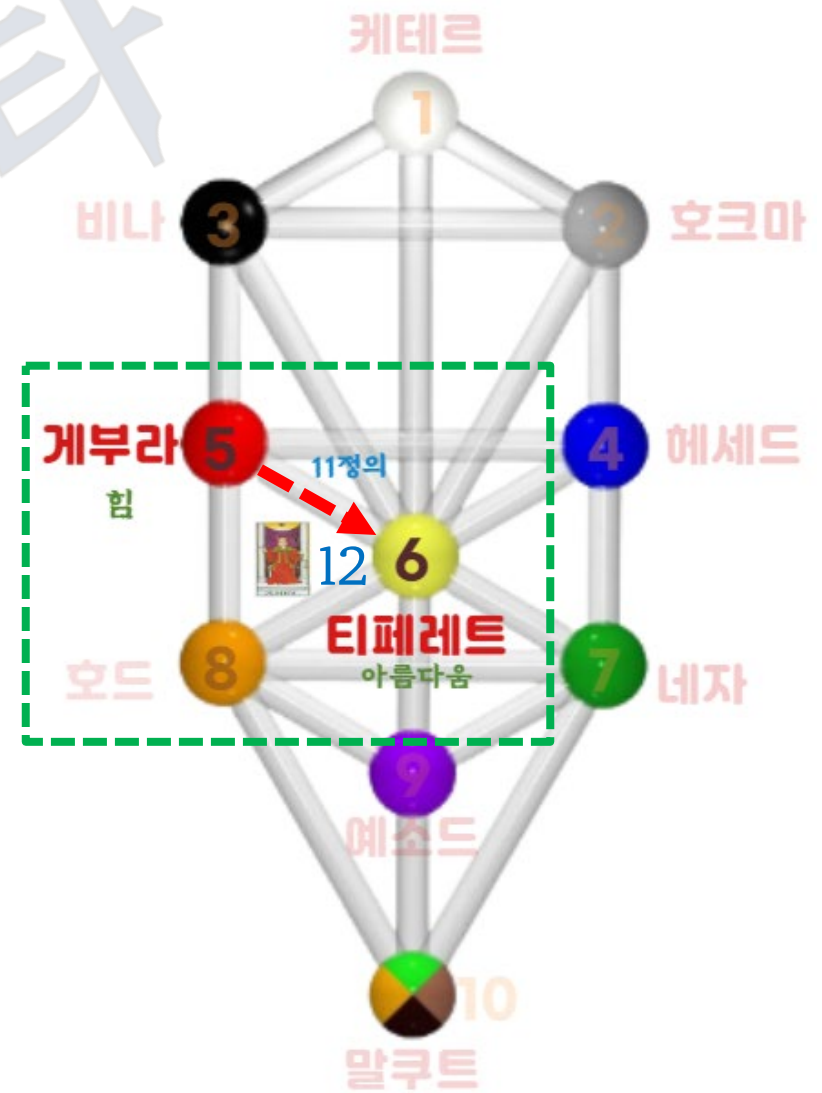 타
케테르
1
비나 3 2 호크마
게부라 5 4 헤세드
힘
11정의
12 6
티페레트
아름다움
호드 8 7 네자
9
예소드
10
말쿠트